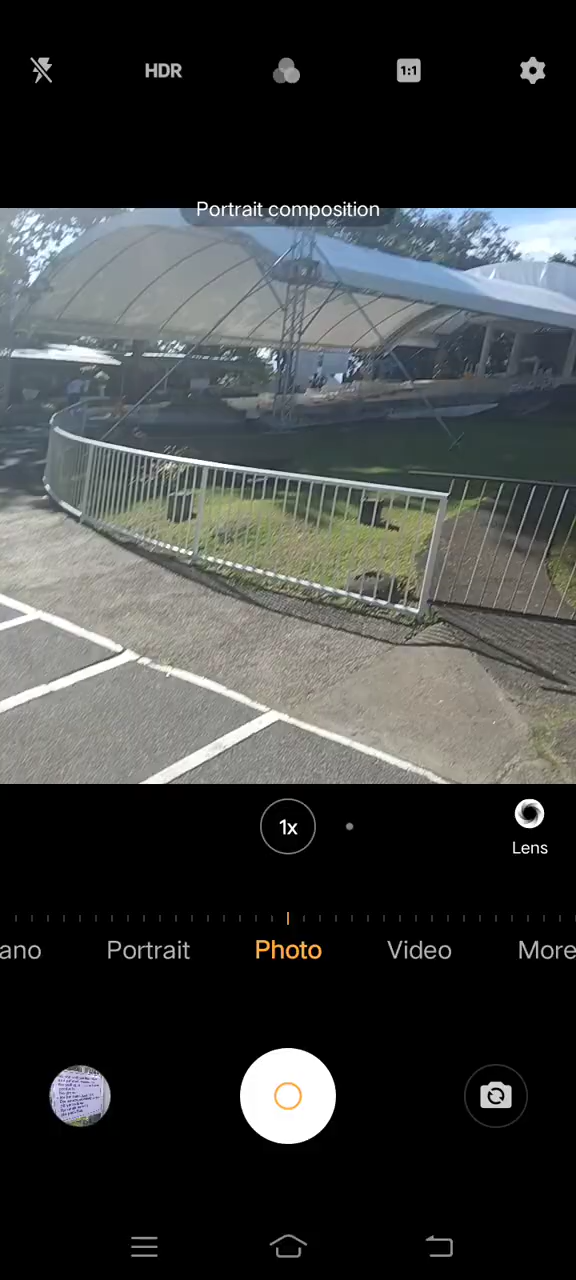 HDR
1:1
Portrait composition
1x
Lens
ano Portrait Photo Video More